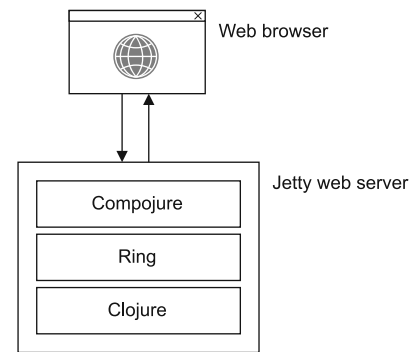 Web browser
Jetty web server
Compojure
Ring
Clojure